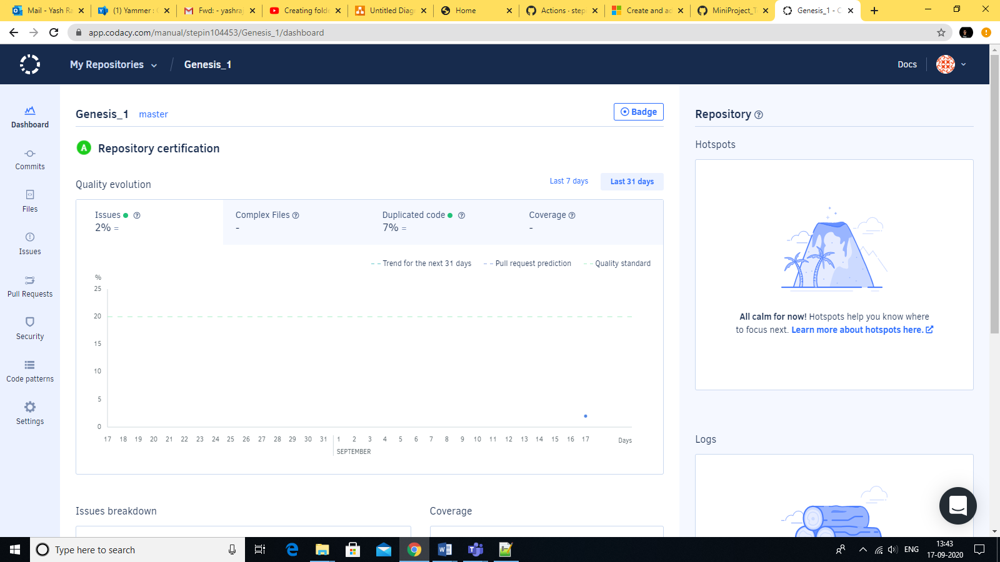 Mail - Yash Ra
(1) Yammer :
Fwd: - yashra
Creating folde
Untitled Diag
Home
Actions · step
Create and a
MiniProject_T
Genesis_1 - C
app.codacy.com/manual/stepin104453/Genesis_1/dashboard
My Repositories / Genesis_1
Docs
Dashboard
Commits
Files
Issues
Pull Requests
Security
Code patterns
Settings
Genesis_1 master
Badge
A Repository certification
Quality evolution
Last 7 days
Last 31 days
Issues
2% =
Complex Files
-
Duplicated code
7% =
Coverage
-
Trend for the next 31 days
Pull request prediction
Quality standard
%
25
20
15
10
5
0
17 18 19 20 21 22 23 24 25 26 27 28 29 30 31 1 2 3 4 5 6 7 8 9 10 11 12 13 14 15 16 17 Days
SEPTEMBER
Issues breakdown
Coverage
Repository
Hotspots
All calm for now! Hotspots help you know where
to focus next. Learn more about hotspots here.
Logs
Type here to search
ENG
13:43
17-09-2020